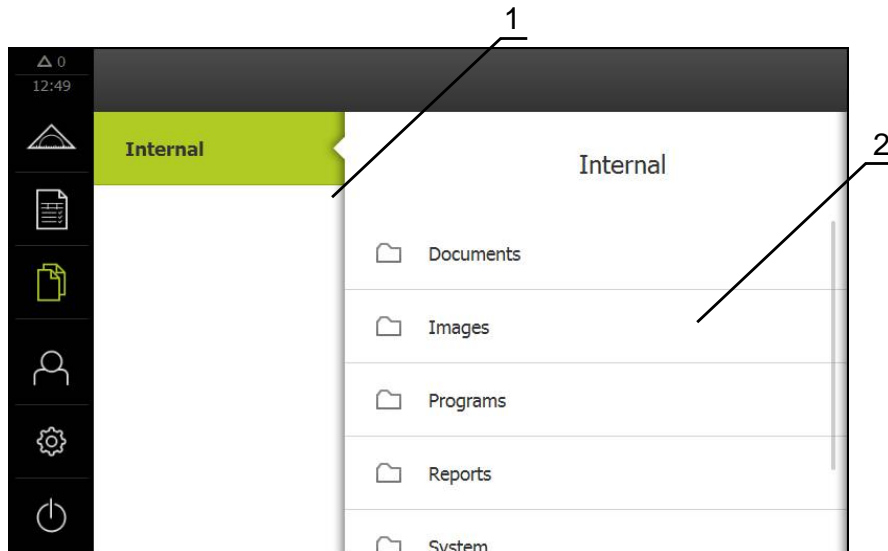 1
△ 0
12:49
Internal
Internal
2
Documents
Images
Programs
Reports
System